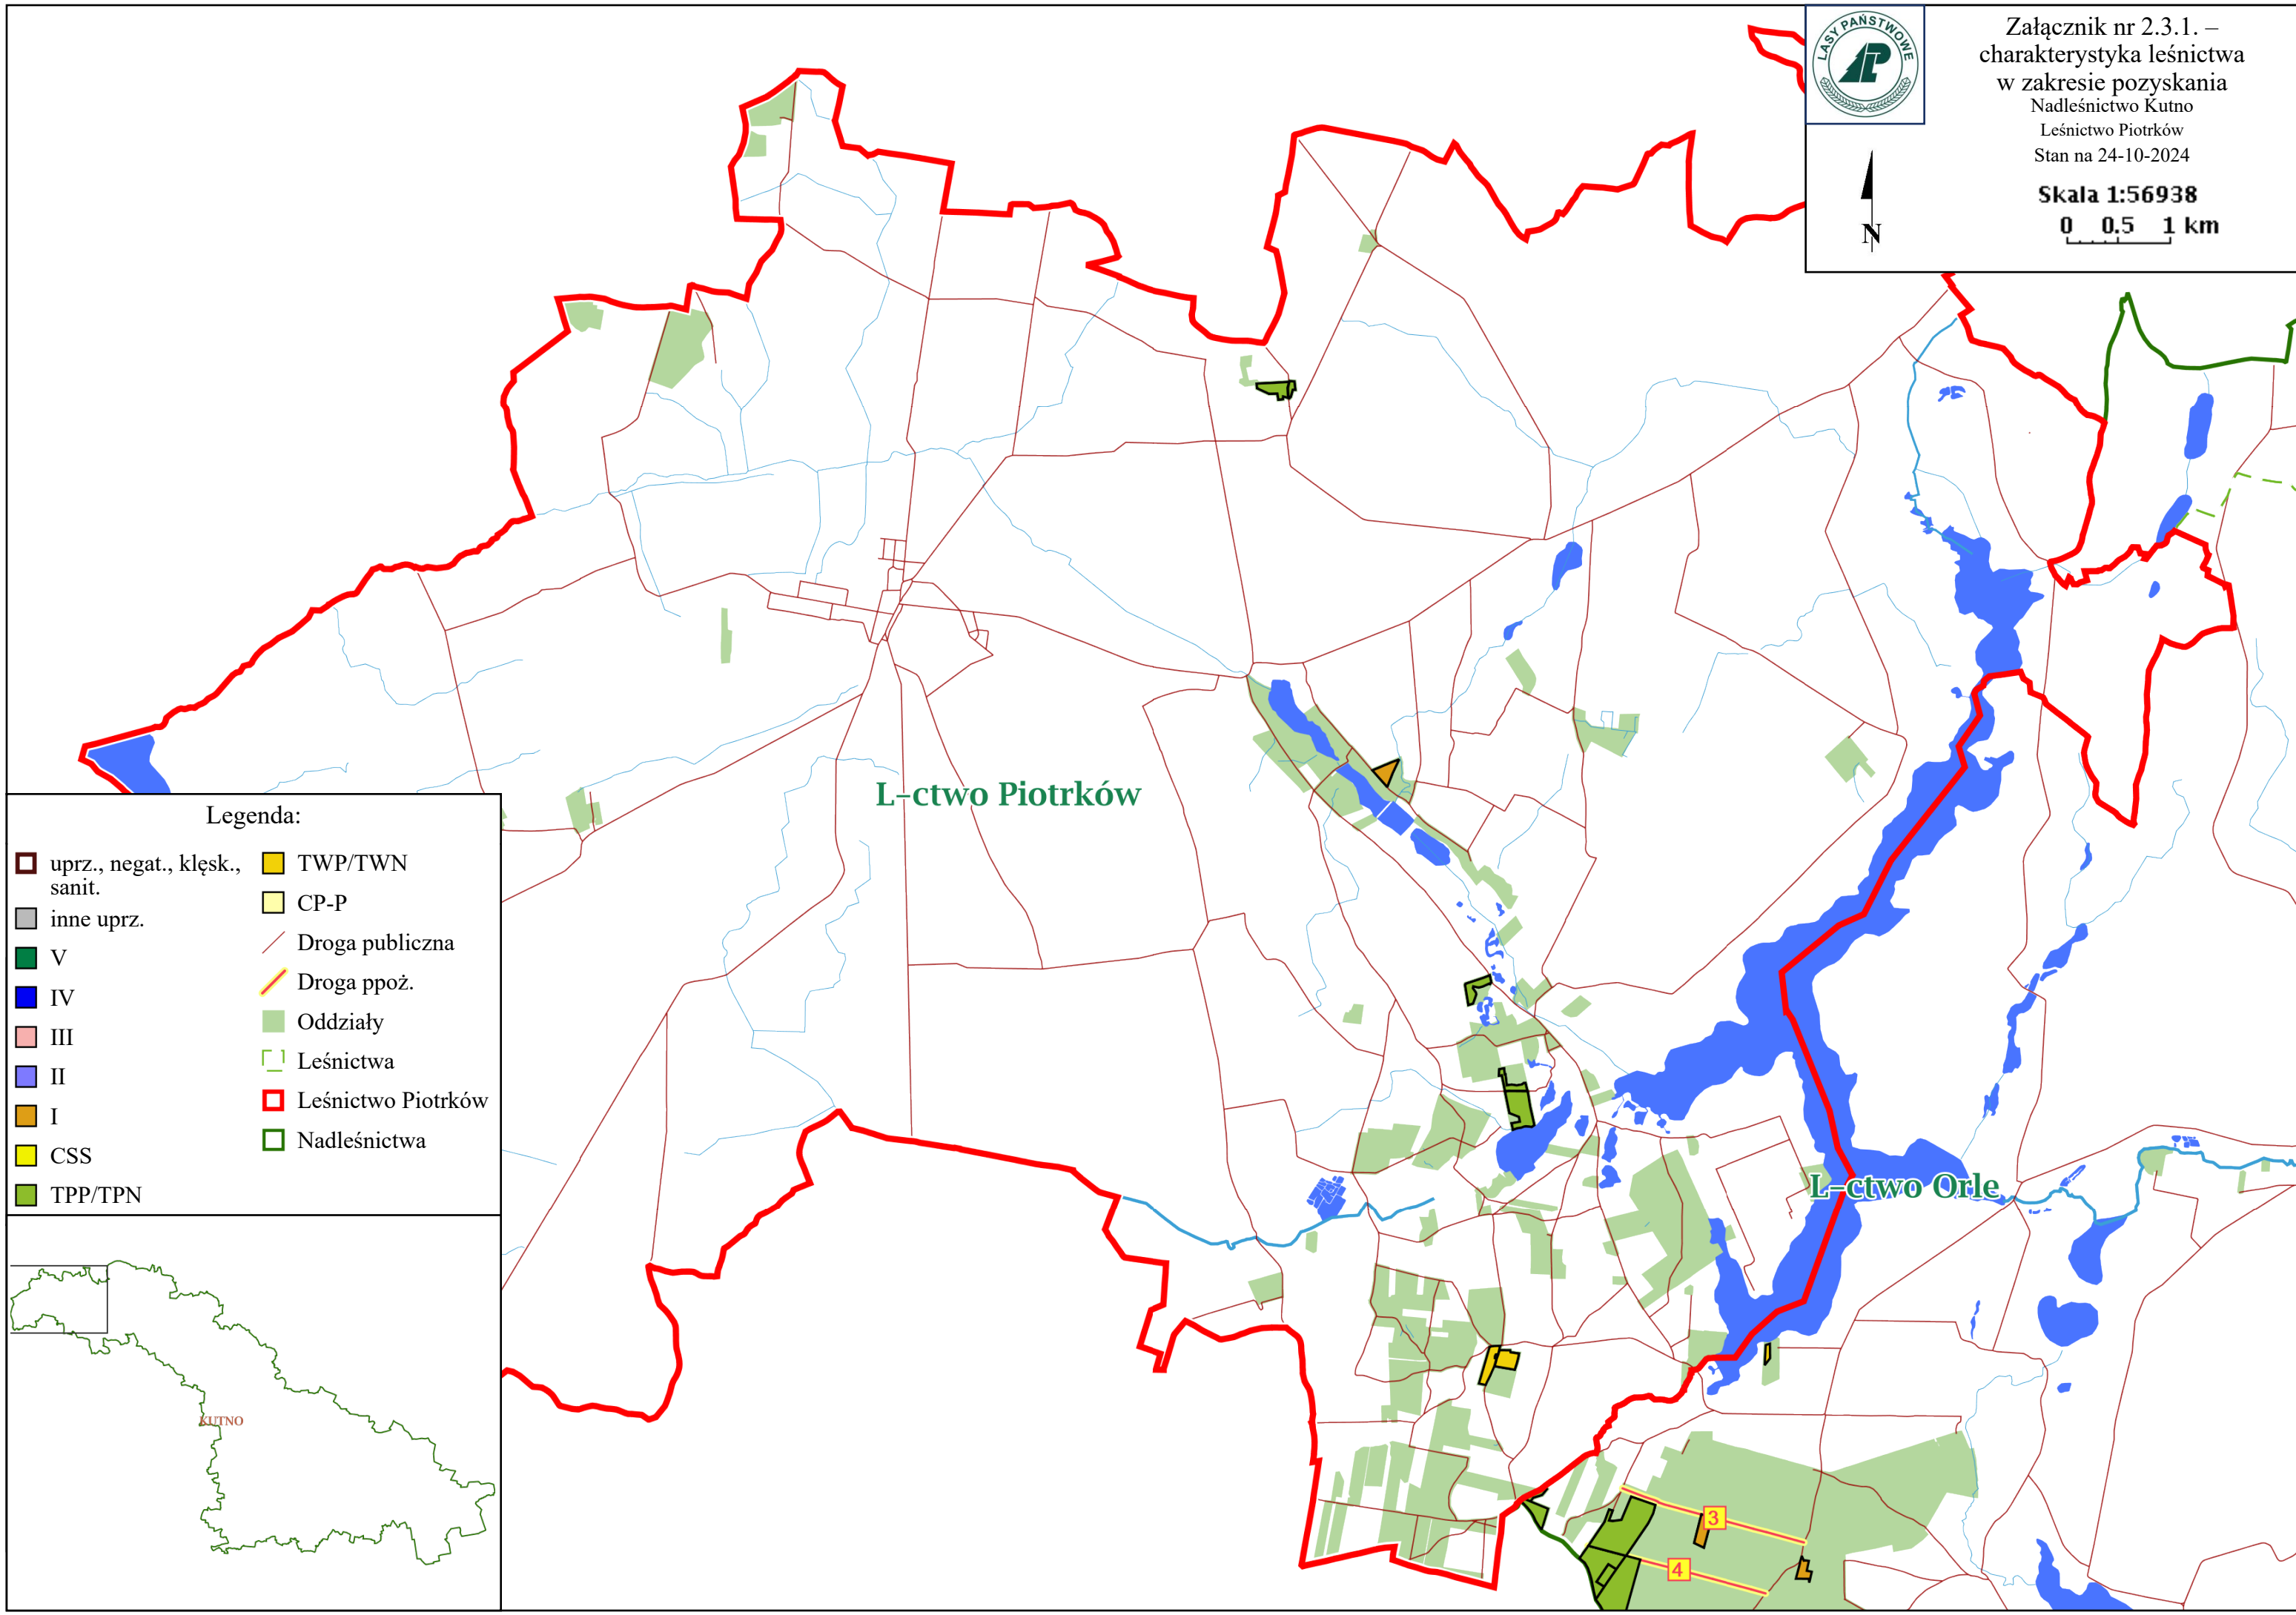 LASY PAŃSTWOWE
LP
Załącznik nr 2.3.1. –
charakterystyka leśnictwa
w zakresie pozyskania
Nadleśnictwo Kutno
Leśnictwo Piotrków
Stan na 24-10-2024
Skala 1:56938
0 0.5 1 km
N
L-ctwo Piotrków
L-ctwo Orle
3
4
Legenda:
uprz., negat., klęsk.,
sanit.
inne uprz.
V
IV
III
II
I
CSS
TPP/TPN
TWP/TWN
CP-P
Droga publiczna
Droga ppoż.
Oddziały
Leśnictwa
Leśnictwo Piotrków
Nadleśnictwa
KUTNO